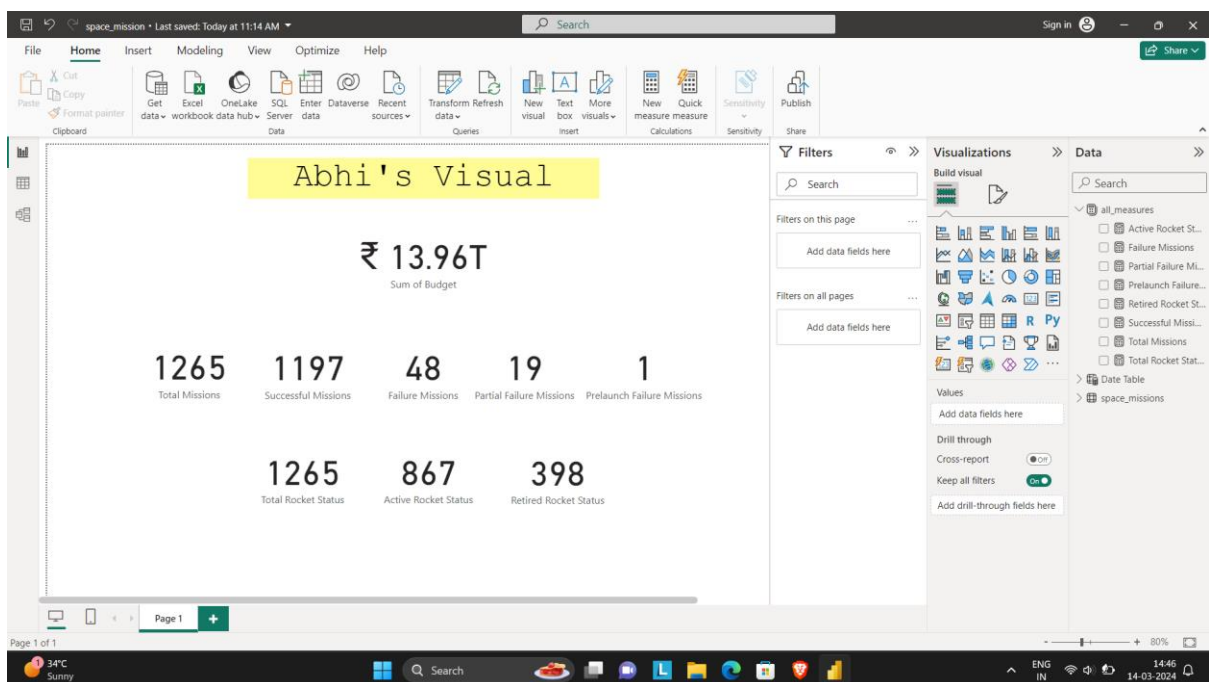 space_mission • Last saved: Today at 11:14 AM
Search
Sign in
File Home Insert Modeling View Optimize Help
Share
Paste
Cut
Copy
Format painter
Clipboard
Get data
Excel workbook
OneLake data hub
SQL Server
Enter data
Dataverse
Recent sources
Data
Transform data
Refresh
Queries
New visual
Text box
More visuals
Insert
New measure
Quick measure
Calculations
Sensitivity
Sensitivity
Publish
Share
Abhi's Visual
₹ 13.96T
Sum of Budget
1265 1197 48 19 1
Total Missions Successful Missions Failure Missions Partial Failure Missions Prelaunch Failure Missions
1265 867 398
Total Rocket Status Active Rocket Status Retired Rocket Status
Filters
Search
Filters on this page ...
Add data fields here
Filters on all pages ...
Add data fields here
Visualizations
Build visual
R Py
...
Values
Add data fields here
Drill through
Cross-report Off
Keep all filters On
Add drill-through fields here
Data
Search
all_measures
Active Rocket St...
Failure Missions
Partial Failure Mi...
Prelaunch Failure...
Retired Rocket St...
Successful Missi...
Total Missions
Total Rocket Stat...
Date Table
space_missions
Page 1
Page 1 of 1
80%
1
34°C
Sunny
Search
ENG
IN
14:46
14-03-2024